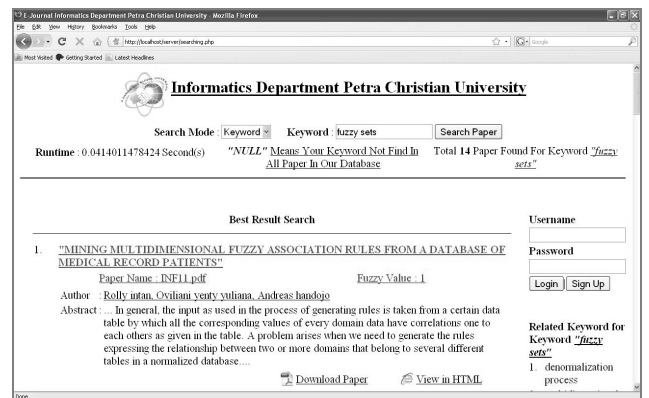 E Journal Informatics Department Petra Christian University - Mozilla Firefox
File Edit View History Bookmarks Tools Help
http://localhost/server/searching.php
Google
Most Visited Getting Started Latest Headlines
Informatics Department Petra Christian University
Search Mode : Keyword Keyword : fuzzy sets Search Paper
Runtime : 0.0414011478424 Second(s) "NULL" Means Your Keyword Not Find In Total 14 Paper Found For Keyword "fuzzy
All Paper In Our Database sets"
Best Result Search
Username
1. "MINING MULTIDIMENSIONAL FUZZY ASSOCIATION RULES FROM A DATABASE OF
MEDICAL RECORD PATIENTS"
Password
Paper Name : INF11.pdf Fuzzy Value : 1
Login Sign Up
Author : Rolly intan, Oviliani yenty yuliana, Andreas handojo
Abstract : ... In general, the input as used in the process of generating rules is taken from a certain data
table by which all the corresponding values of every domain data have correlations one to
each others as given in the table. A problem arises when we need to generate the rules
expressing the relationship between two or more domains that belong to several different
tables in a normalized database....
Related Keyword for
Keyword "fuzzy
sets"
1. denormalization
process
Download Paper View in HTML
Done